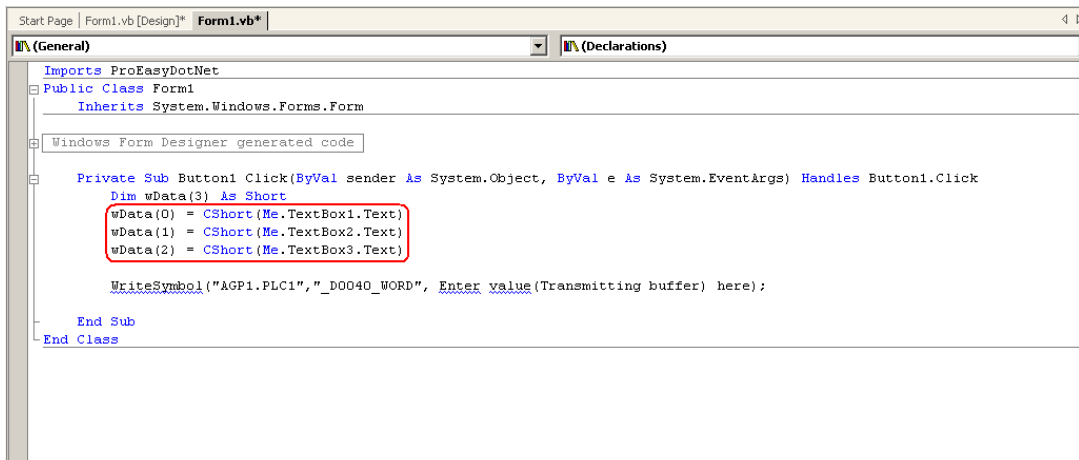 Start Page | Form1.vb [Design]* Form1.vb*
(General) (Declarations)
Imports ProEasyDotNet
Public Class Form1
Inherits System.Windows.Forms.Form
Windows Form Designer generated code
Private Sub Button1_Click(ByVal sender As System.Object, ByVal e As System.EventArgs) Handles Button1.Click
Dim wData(3) As Short
wData(0) = CShort(Me.TextBox1.Text)
wData(1) = CShort(Me.TextBox2.Text)
wData(2) = CShort(Me.TextBox3.Text)
WriteSymbol("AGP1.PLC1","_D0040_WORD", Enter value(Transmitting buffer) here);
End Sub
End Class